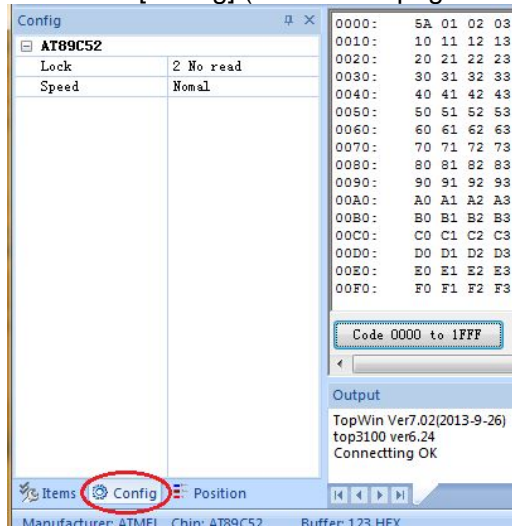 Config
AT89C52
Lock 2 No read
Speed Nomal
0000: 5A 01 02 03
0010: 10 11 12 13
0020: 20 21 22 23
0030: 30 31 32 33
0040: 40 41 42 43
0050: 50 51 52 53
0060: 60 61 62 63
0070: 70 71 72 73
0080: 80 81 82 83
0090: 90 91 92 93
00A0: A0 A1 A2 A3
00B0: B0 B1 B2 B3
00C0: C0 C1 C2 C3
00D0: D0 D1 D2 D3
00E0: E0 E1 E2 E3
00F0: F0 F1 F2 F3
Code 0000 to 1FFF
Output
TopWin Ver7.02(2013-9-26)
top3100 ver6.24
Connectting OK
Items Config Position
Manufacturer: ATMEL Chip: AT89C52 Buffer: 123.HEX